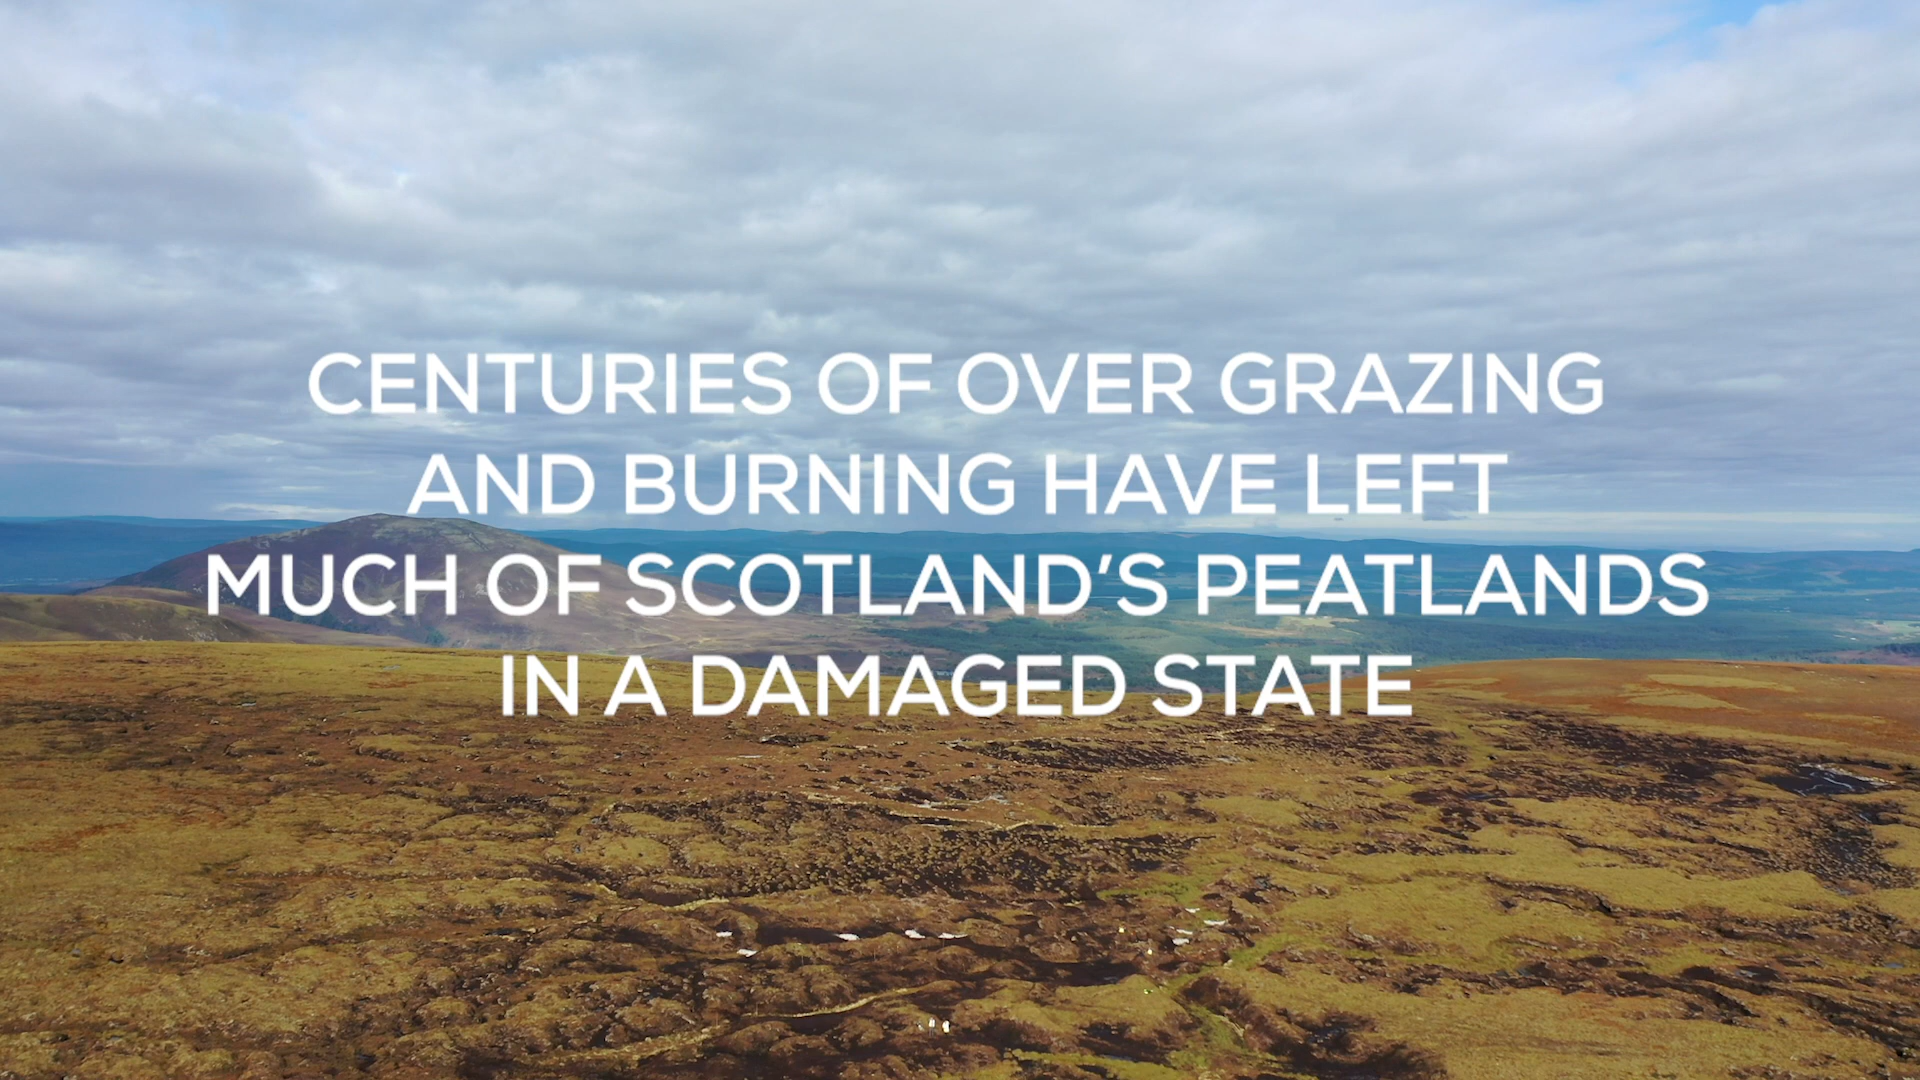 CENTURIES OF OVER GRAZING
AND BURNING HAVE LEFT
MUCH OF SCOTLAND’S PEATLANDS
IN A DAMAGED STATE